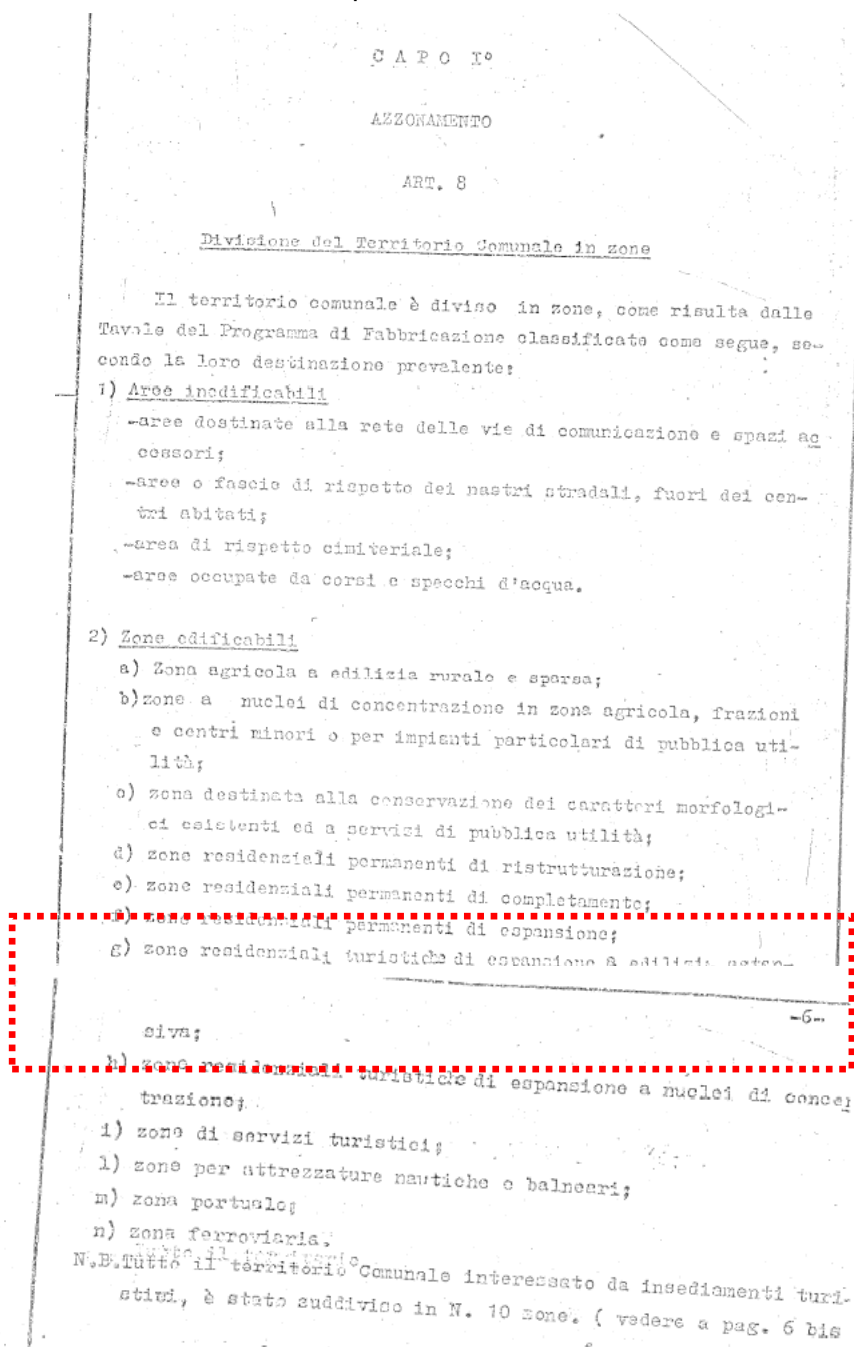 CAPO I°
AZZONAMENTO
ART. 8
Divisione del Territorio Comunale in zone
Il territorio comunale è diviso in zone, come risulta dalle
Tavole del Programma di Fabbricazione classificate come segue, se-
condo la loro destinazione prevalente:
1) Aree inedificabili
-aree destinate alla rete delle vie di comunicazione e spazi ac
cessori;
-aree o fascie di rispetto dei nastri stradali, fuori dei cen-
tri abitati;
-area di rispetto cimiteriale;
-aree occupate da corsi e specchi d'acqua.
2) Zone edificabili
a) Zona agricola a edilizia rurale e sparsa;
b)zone a nuclei di concentrazione in zona agricola, frazioni
e centri minori o per impianti particolari di pubblica uti-
lità;
c) zona destinata alla conservazione dei caratteri morfologi-
ci esistenti ed a servizi di pubblica utilità;
d) zone residenziali permanenti di ristrutturazione;
e) zone residenziali permanenti di completamento;
f) zone residenziali permanenti di espansione;
g) zone residenziali turistiche di espansione a edilizia esten-
-6-
siva;
h) zone residenziali turistiche di espansione a nuclei di concen
trazione;
i) zone di servizi turistici;
l) zone per attrezzature nautiche e balneari;
m) zona portuale;
n) zona ferroviaria.
N.B.Tutto il territorio Comunale interessato da insediamenti turi-
stivi, è stato suddiviso in N. 10 zone. ( vedere a pag. 6 bis